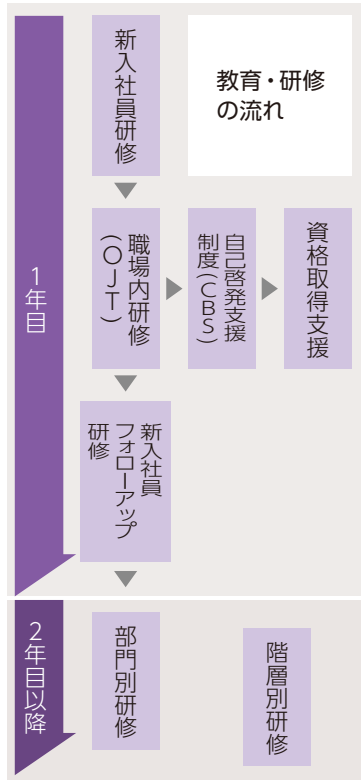 教育・研修
の流れ
1年目
新入社員研修
職場内研修
(OJT)
自己啓発支援
制度(CBS)
資格取得支援
新入社員
フォローアップ
研修
2年目以降
部門別研修
階層別研修